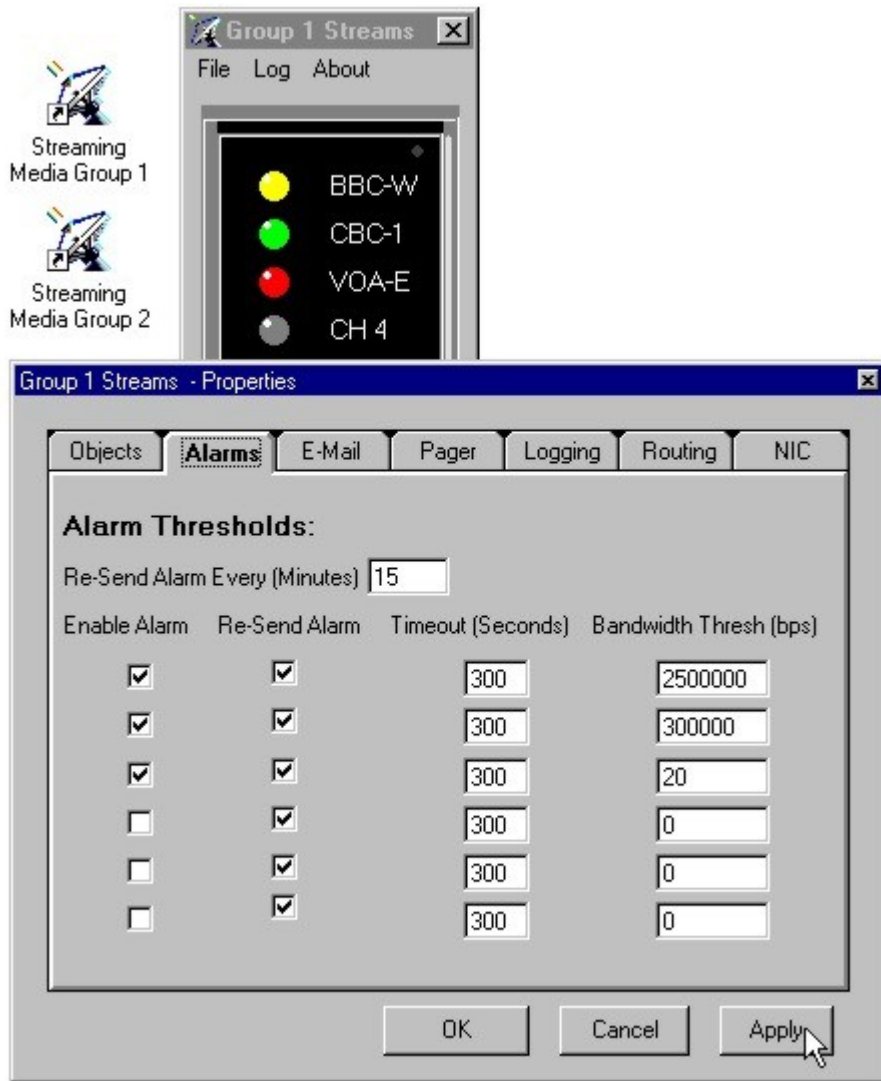 Streaming
Media Group 1
Streaming
Media Group 2
Group 1 Streams
File Log About
BBC-W
CBC-1
VOA-E
CH 4
Group 1 Streams - Properties
Objects Alarms E-Mail Pager Logging Routing NIC
Alarm Thresholds:
Re-Send Alarm Every (Minutes) 15
Enable Alarm Re-Send Alarm Timeout (Seconds) Bandwidth Thresh (bps)
300 2500000
300 300000
300 20
300 0
300 0
300 0
OK Cancel Apply